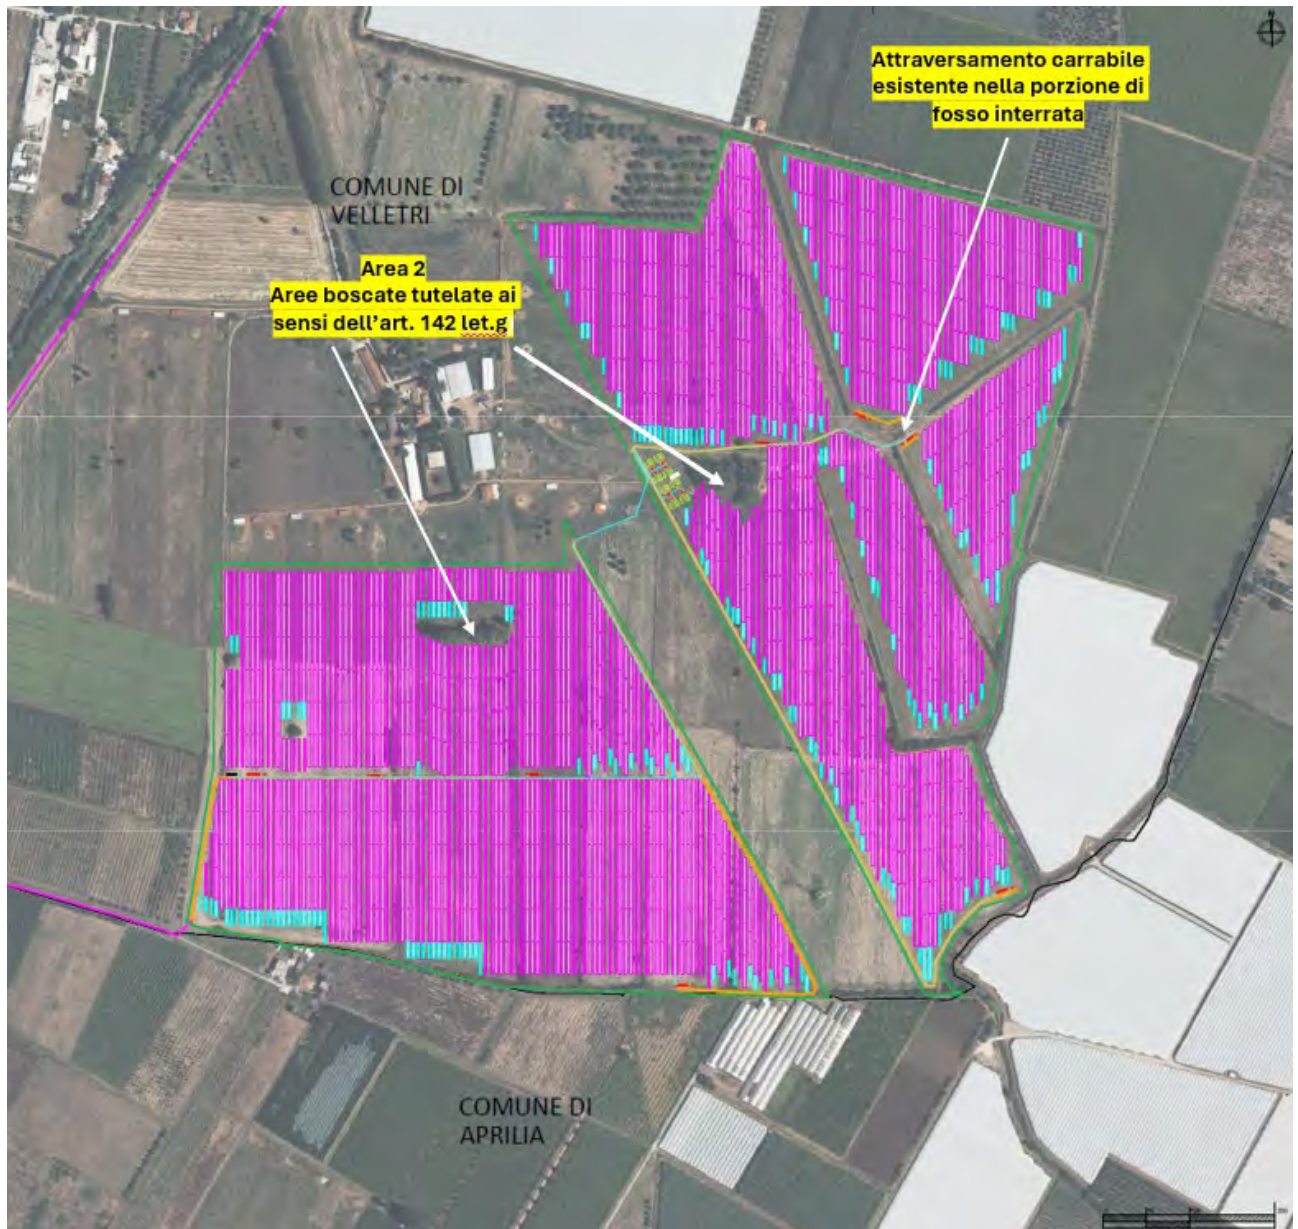 N
Attraversamento carrabile
esistente nella porzione di
fosso interrata
COMUNE DI
VELLETRI
Area 2
Aree boscate tutelate ai
sensi dell’art. 142 let.g
COMUNE DI
APRILIA